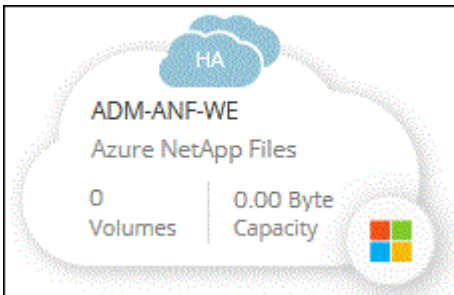 HA
ADM-ANF-WE
Azure NetApp Files
0
Volumes
0.00 Byte
Capacity